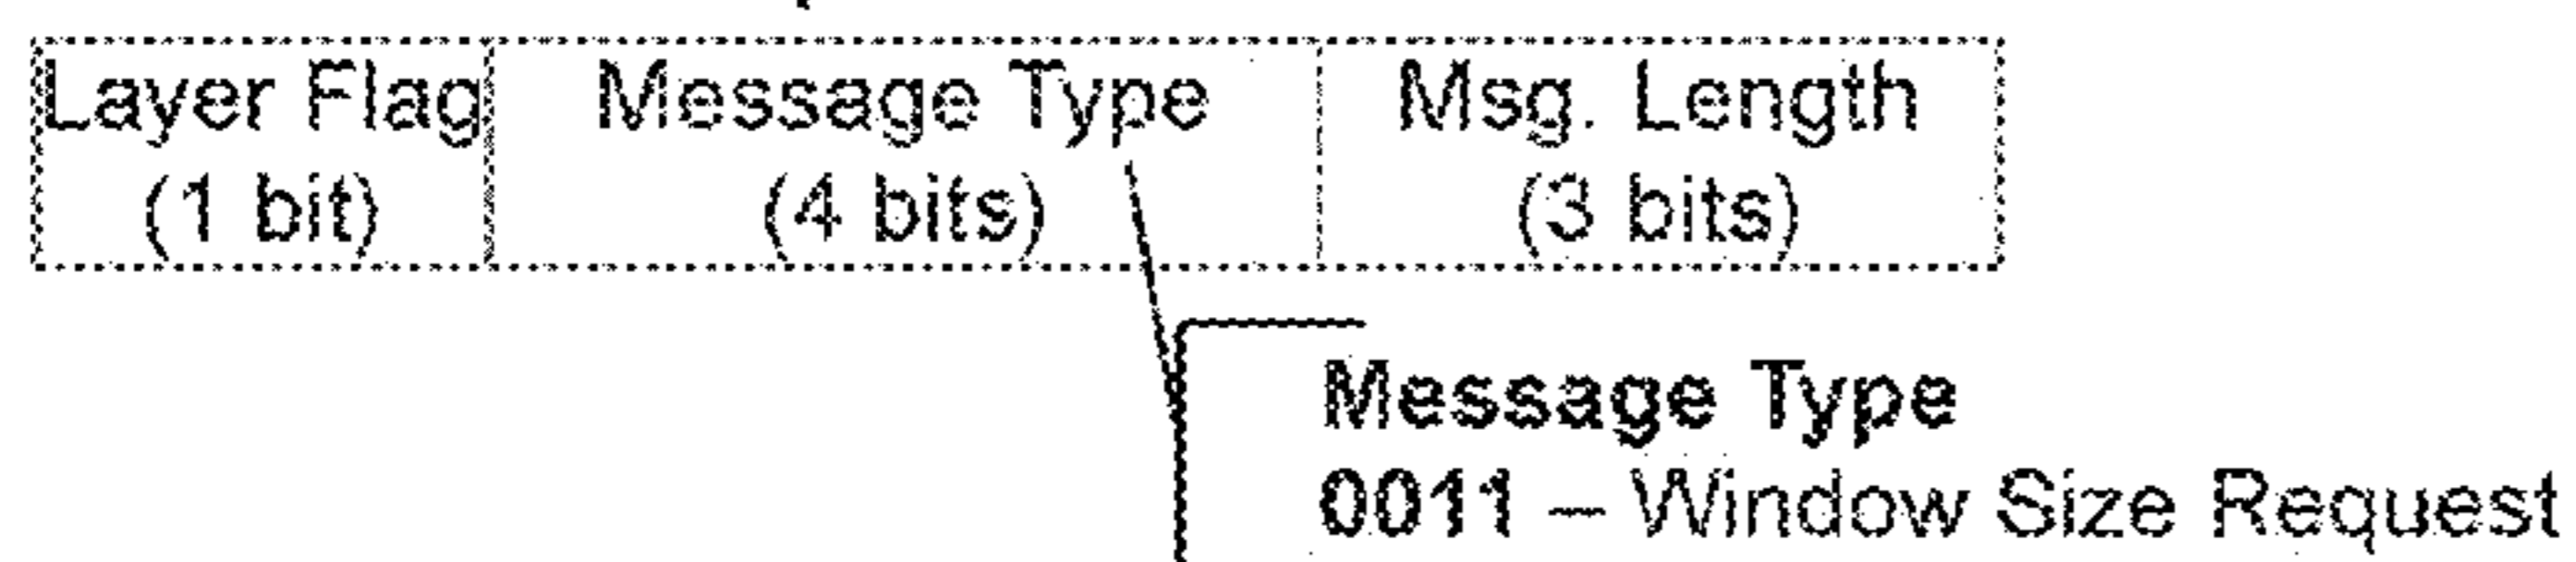 Layer Flag Message Type Msg. Length
(1 bit) (4 bits) (3 bits)
Message Type
0011 – Window Size Request